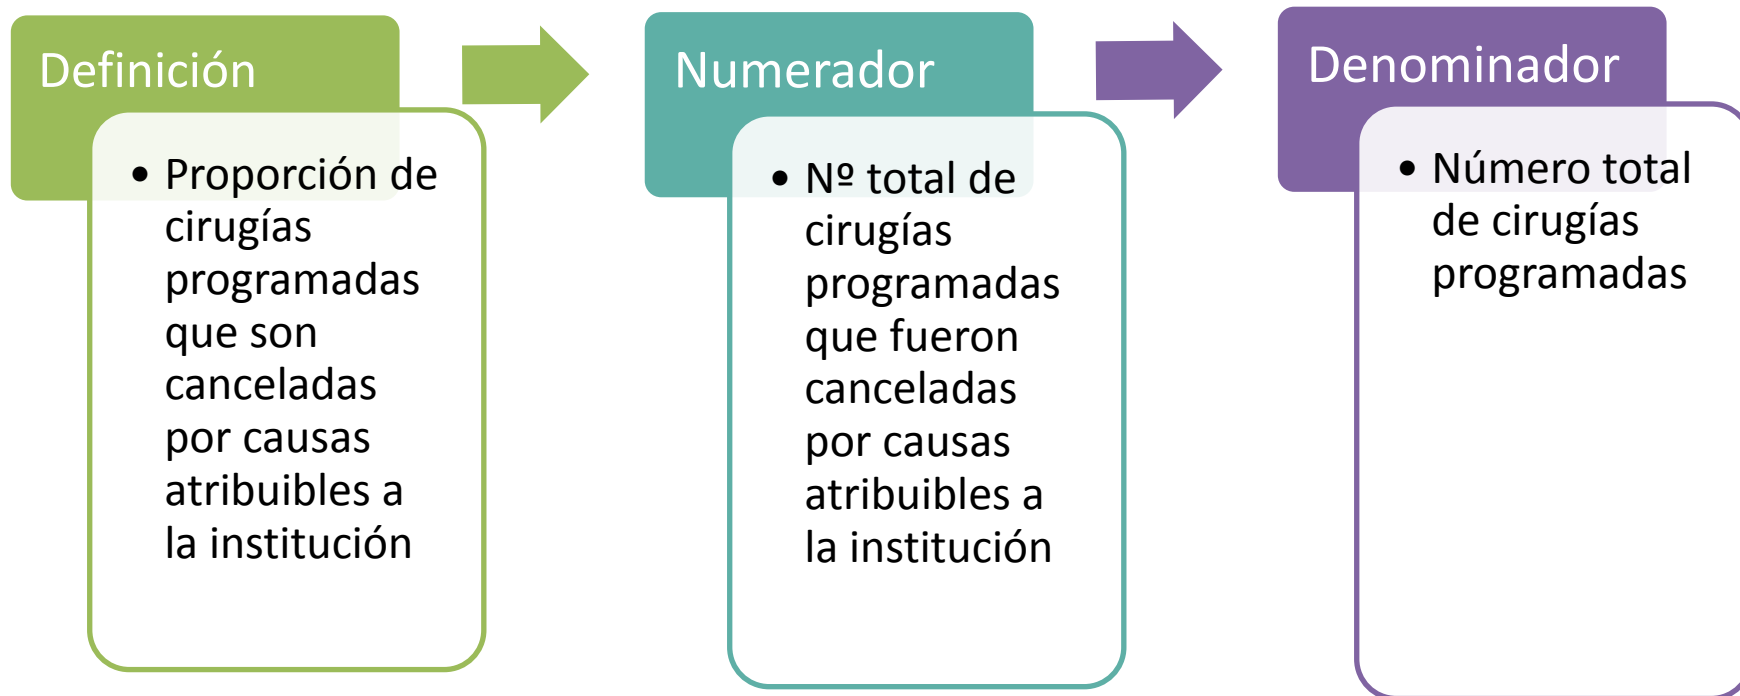 Definición
• Proporción de
cirugías
programadas
que son
canceladas
por causas
atribuibles a
la institución
Numerador
• Nº total de
cirugías
programadas
que fueron
canceladas
por causas
atribuibles a
la institución
Denominador
• Número total
de cirugías
programadas